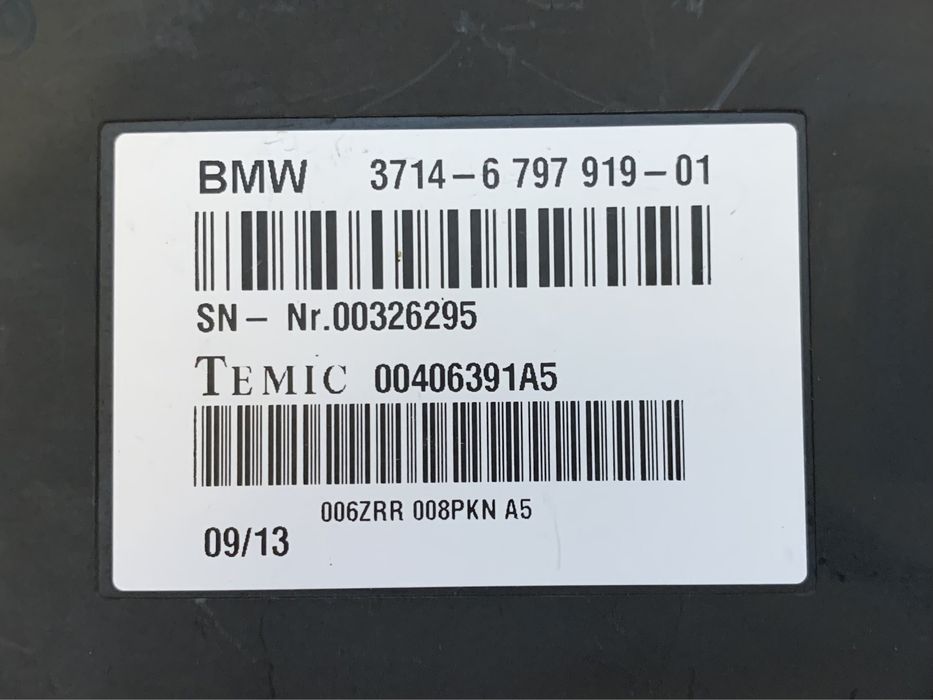 BMW 3714-6 797 919-01
SN- Nr.00326295
TEMIC 00406391A5
006ZRR 008PKN A5
09/13